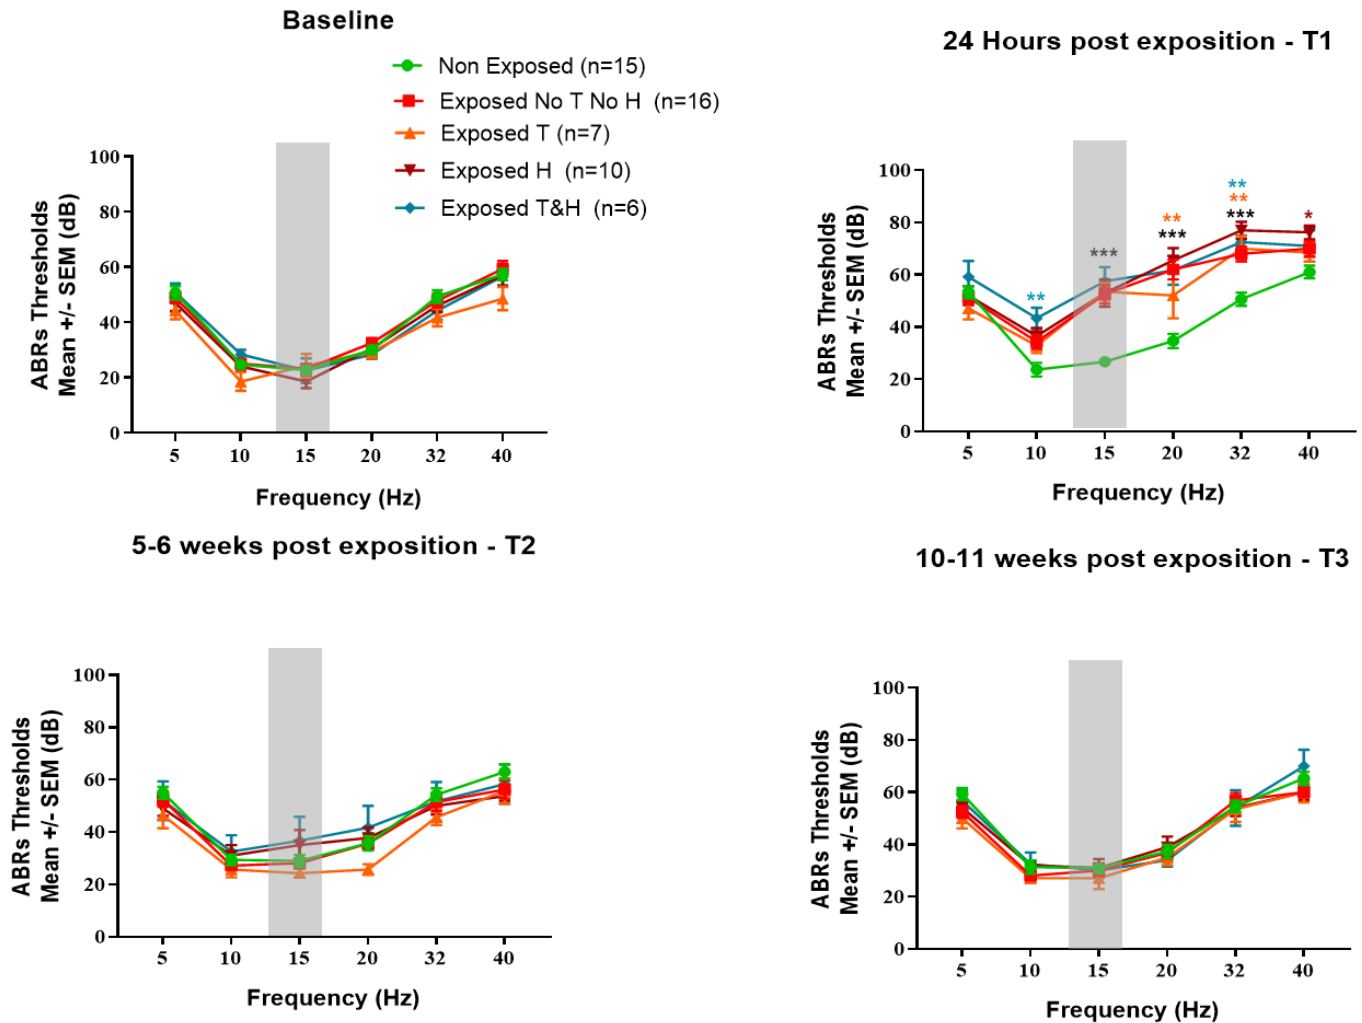 Baseline
Non Exposed (n=15)
Exposed No T No H (n=16)
Exposed T (n=7)
Exposed H (n=10)
Exposed T&H (n=6)
ABRs Thresholds
Mean +/- SEM (dB)
100
80
60
40
20
0
5 10 15 20 32 40
Frequency (Hz)
24 Hours post exposition - T1
ABRs Thresholds
Mean +/- SEM (dB)
100
80
60
40
20
0
**
***
**
***
**
**
***
*
5 10 15 20 32 40
Frequency (Hz)
5-6 weeks post exposition - T2
ABRs Thresholds
Mean +/- SEM (dB)
100
80
60
40
20
0
5 10 15 20 32 40
Frequency (Hz)
10-11 weeks post exposition - T3
ABRs Thresholds
Mean +/- SEM (dB)
100
80
60
40
20
0
5 10 15 20 32 40
Frequency (Hz)